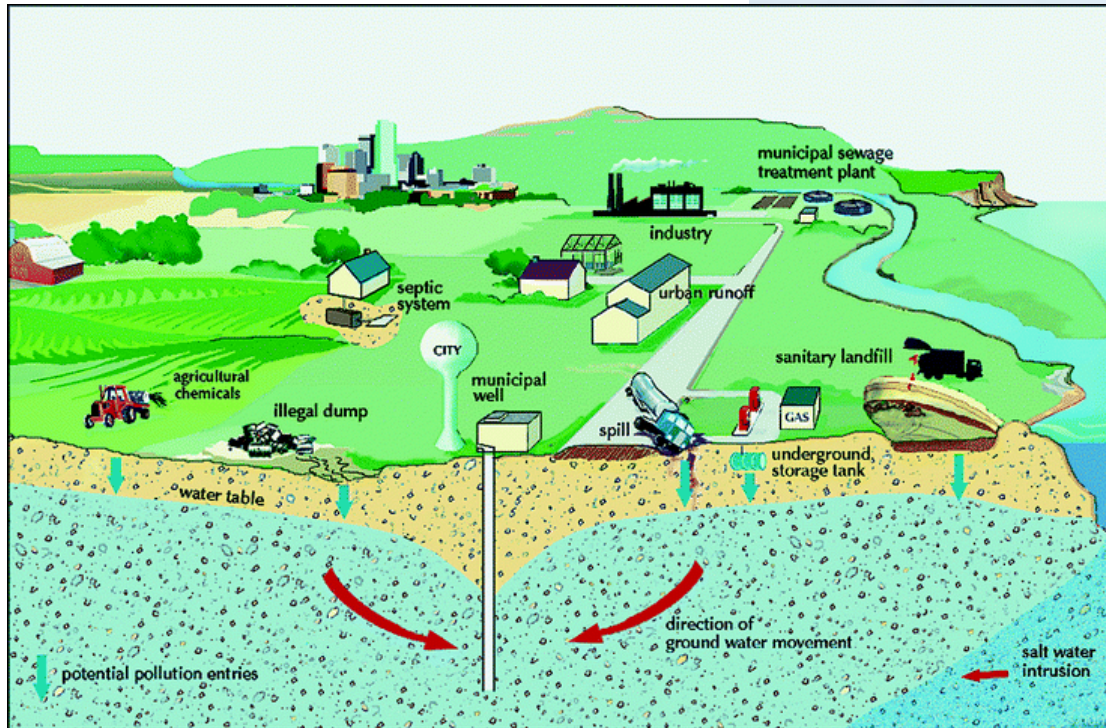 municipal sewage
treatment plant
industry
septic
system
urban runoff
CITY
sanitary landfill
agricultural
chemicals
municipal
well
illegal dump
GAS
spill
underground
storage tank
water table
direction of
ground water movement
salt water
intrusion
potential pollution entries